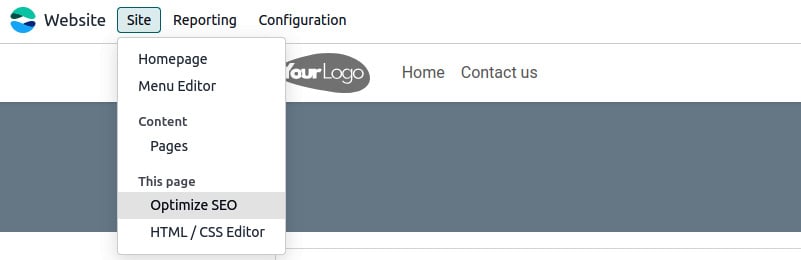 Website Site Reporting Configuration
Homepage
Menu Editor
YourLogo Home Contact us
Content
Pages
This page
Optimize SEO
HTML / CSS Editor